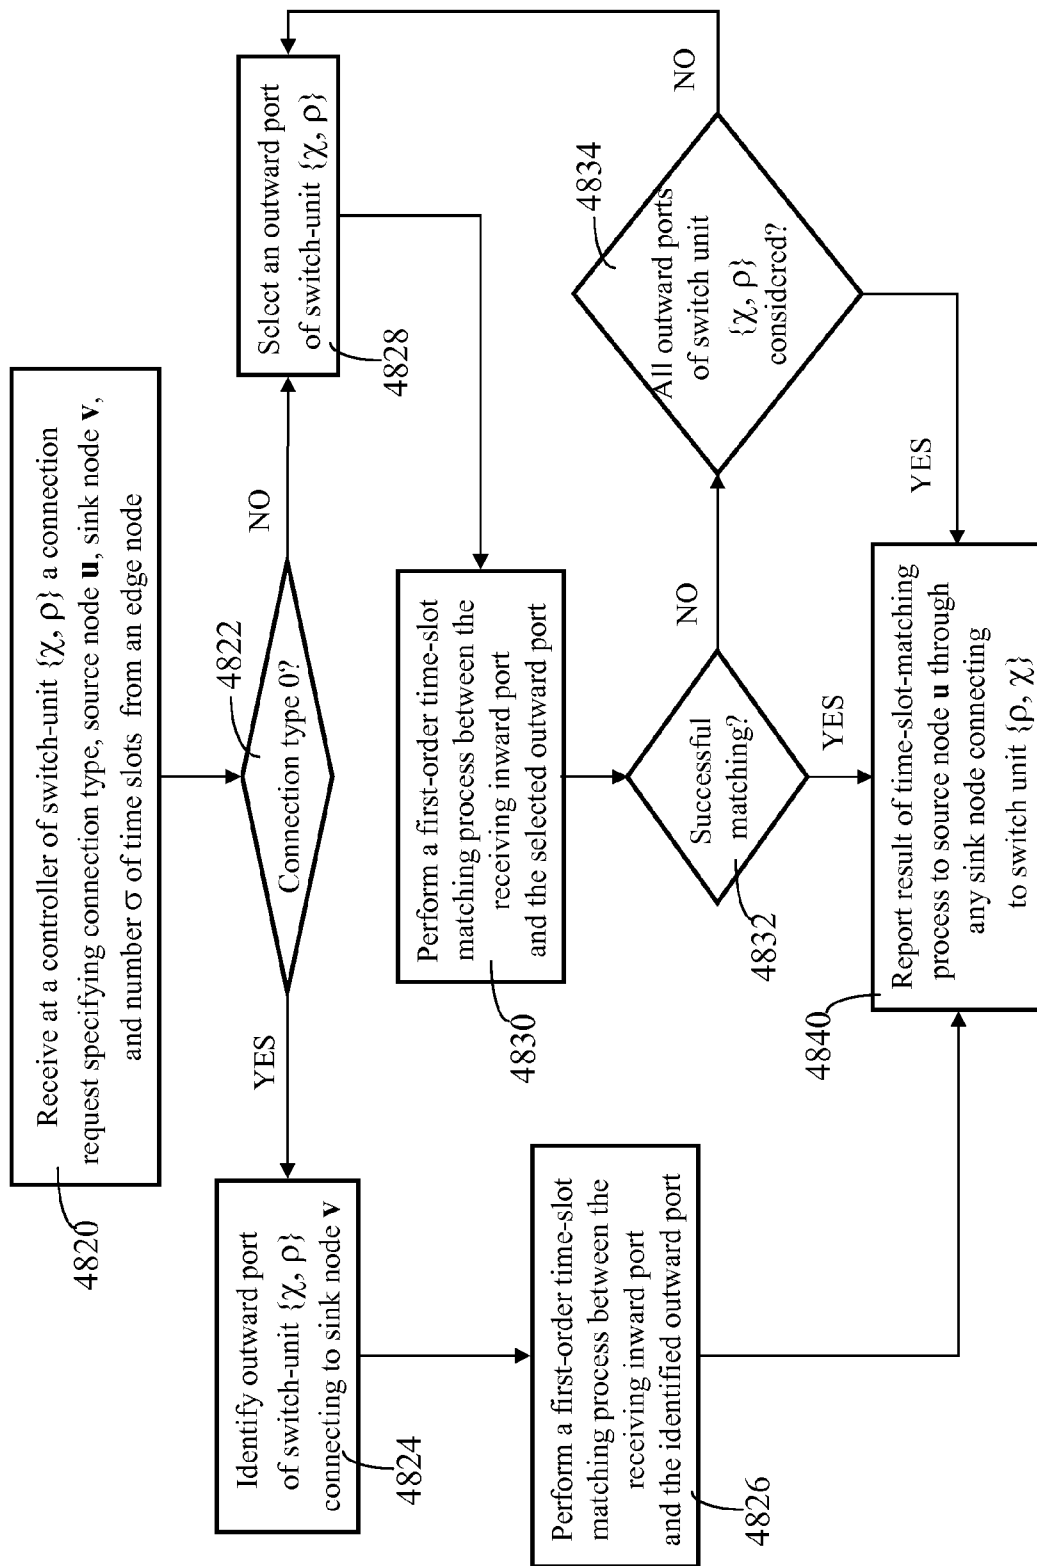 Receive at a controller of switch-unit {χ, ρ} a connection
request specifying connection type, source node u, sink node v,
and number σ of time slots from an edge node
4820
Connection type 0?
4822
YES
NO
Identify outward port
of switch-unit {χ, ρ}
connecting to sink node v
4824
Select an outward port
of switch-unit {χ, ρ}
4828
Perform a first-order time-slot
matching process between the
receiving inward port
and the identified outward port
4826
Perform a first-order time-slot
matching process between the
receiving inward port
and the selected outward port
4830
Successful
matching?
4832
NO
YES
All outward ports
of switch unit
{χ, ρ}
considered?
4834
NO
YES
Report result of time-slot-matching
process to source node u through
any sink node connecting
to switch unit {ρ, χ}
4840